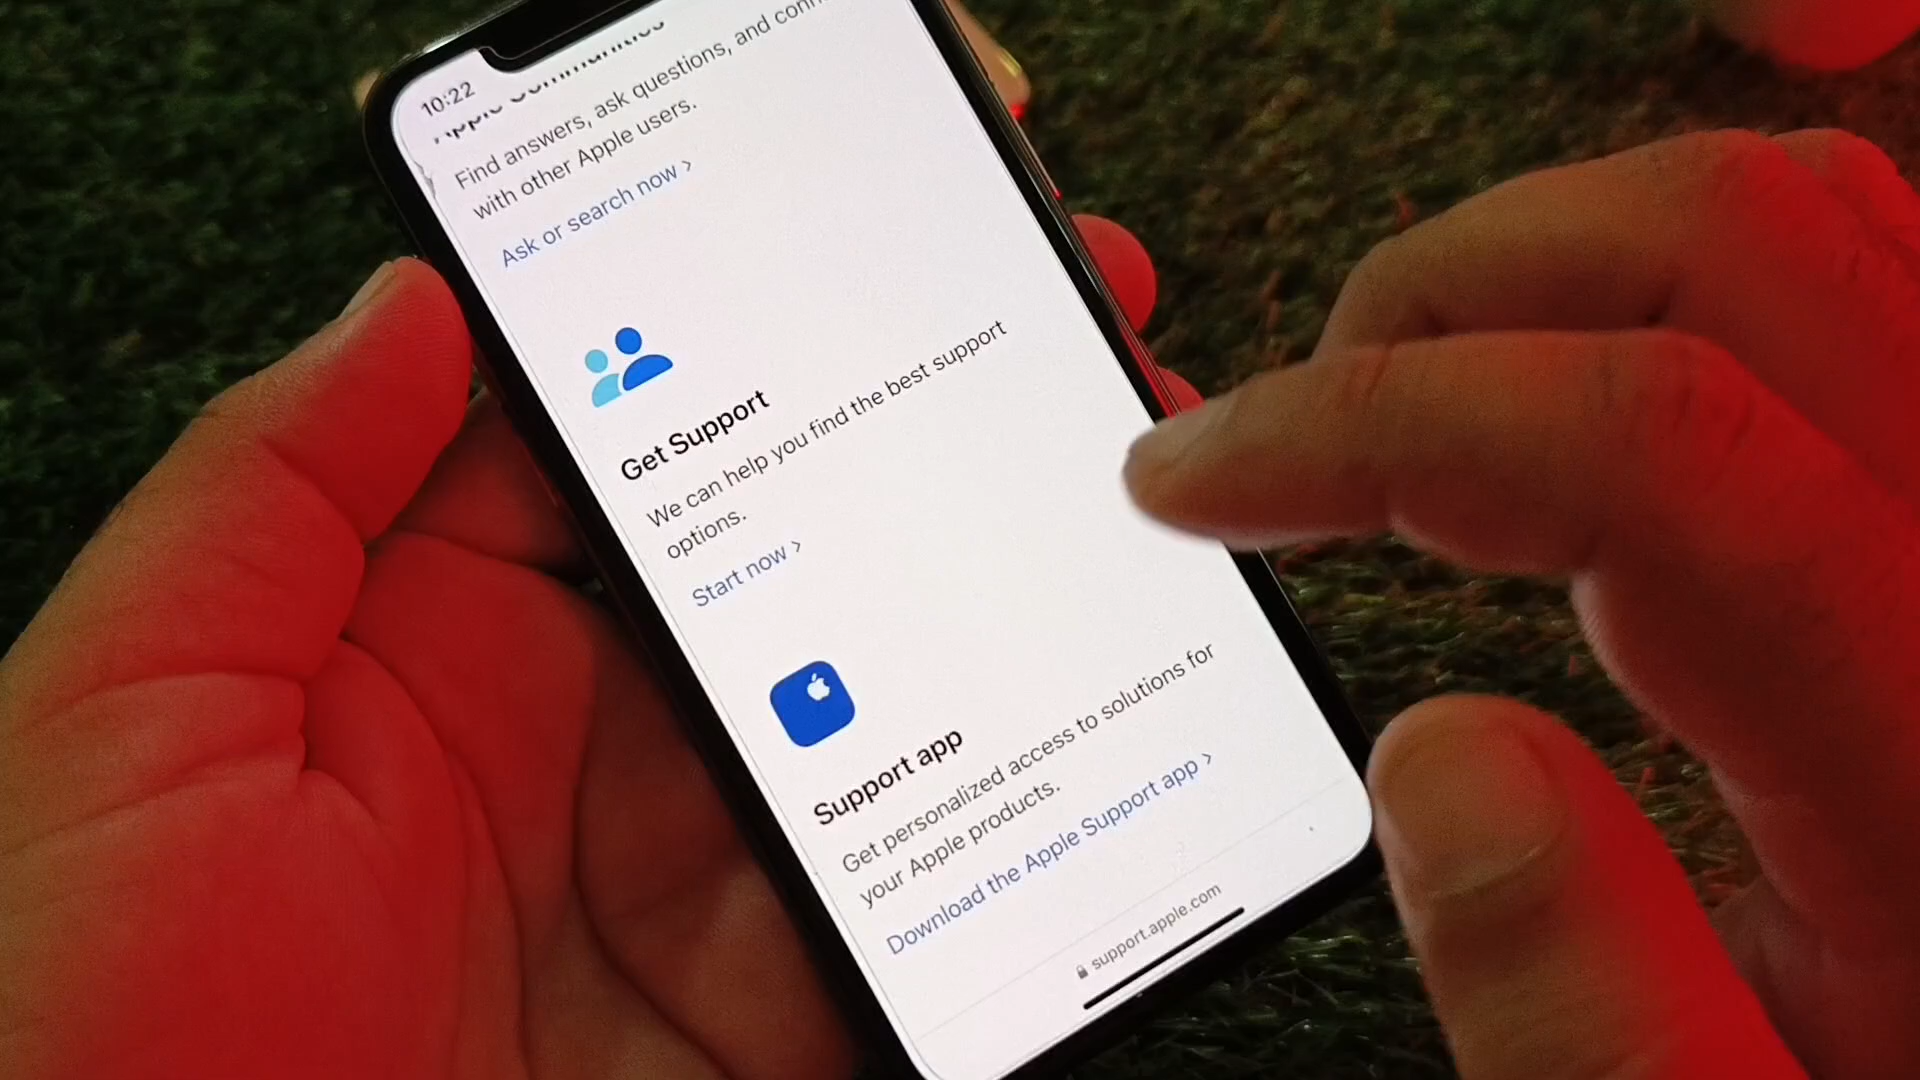 10:22
Apple Communities
Find answers, ask questions, and
with other Apple users.
Ask or search now >
Get Support
We can help you find the best support
options.
Start now >
Support app
Get personalized access to solutions for
your Apple products.
Download the Apple Support app >
support.apple.com